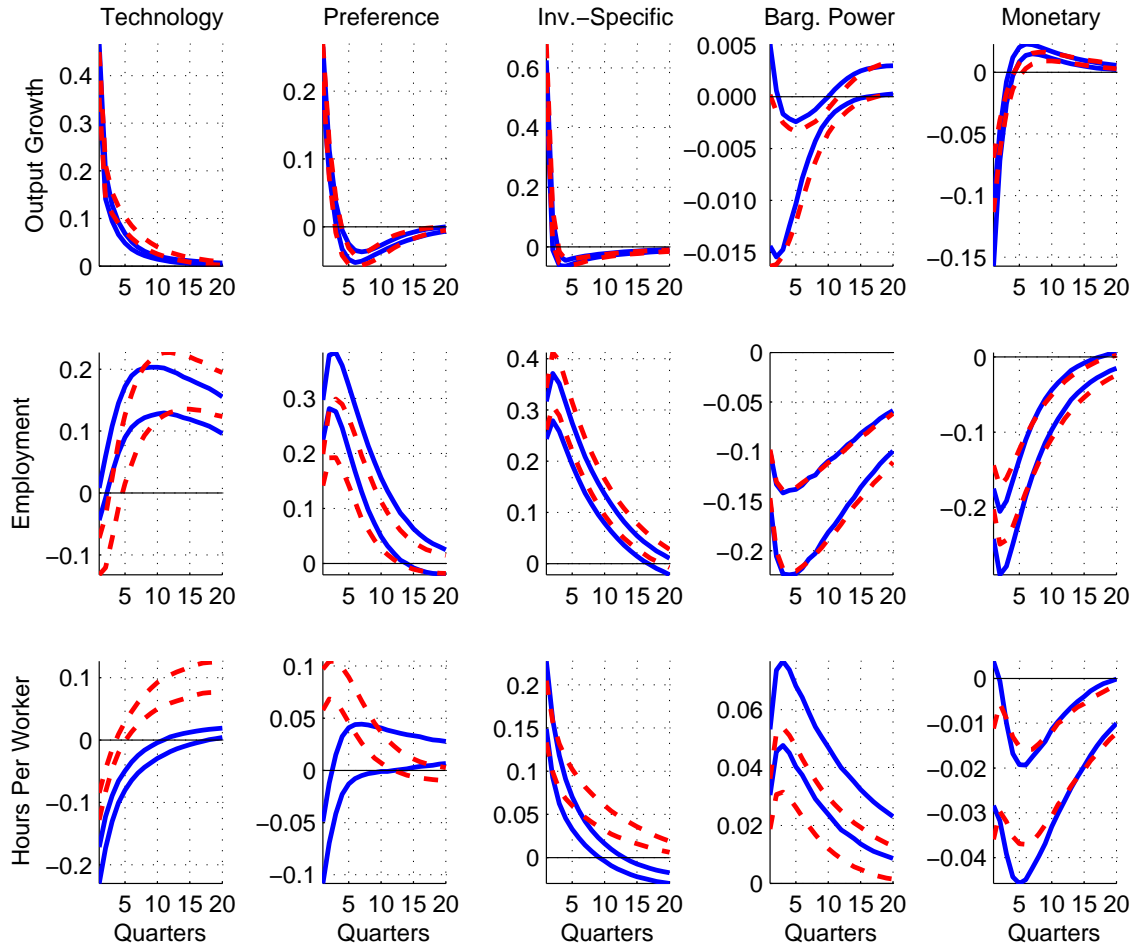 Technology Preference Inv.−Specific Barg. Power Monetary
Output Growth
0.4
0.3
0.2
0.1
0
5 10 15 20
0.2
0.1
0
5 10 15 20
0.6
0.4
0.2
0
5 10 15 20
0.005
0.000
−0.005
−0.010
−0.015
5 10 15 20
0
−0.05
−0.1
−0.15
5 10 15 20
Employment
0.2
0.1
0
−0.1
5 10 15 20
0.3
0.2
0.1
0
5 10 15 20
0.4
0.3
0.2
0.1
0
5 10 15 20
0
−0.05
−0.1
−0.15
−0.2
5 10 15 20
0
−0.1
−0.2
5 10 15 20
Hours Per Worker
0.1
0
−0.1
−0.2
5 10 15 20
Quarters
0.1
0.05
0
−0.05
−0.1
5 10 15 20
Quarters
0.2
0.15
0.1
0.05
0
5 10 15 20
Quarters
0.06
0.04
0.02
0
5 10 15 20
Quarters
0
−0.01
−0.02
−0.03
−0.04
5 10 15 20
Quarters